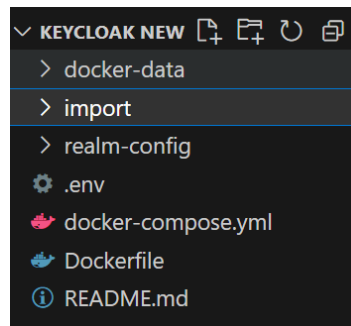 KEYCLOAK NEW
docker-data
import
realm-config
.env
docker-compose.yml
Dockerfile
README.md